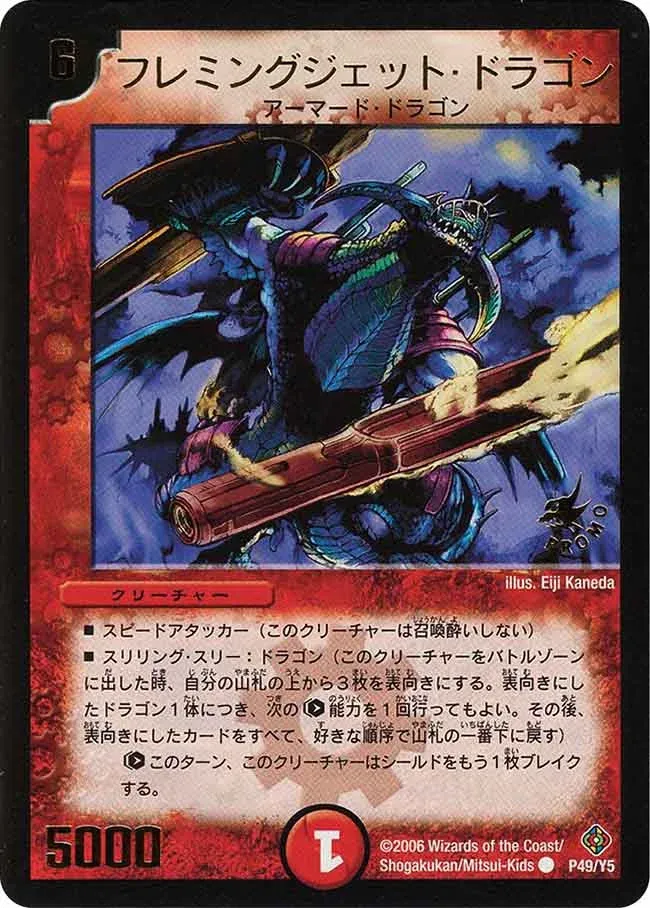 6
フレミングジェット・ドラゴン
アーマード・ドラゴン
PROMO
illus. Eiji Kaneda
クリーチャー
■ スピードアタッカー（このクリーチャーは召喚酔いしない）
■ スリリング・スリー：ドラゴン（このクリーチャーをバトルゾーン
に出した時、自分の山札の上から３枚を表向きにする。表向きにし
たドラゴン１体につき、次の 能力を１回行ってもよい。その後、
表向きにしたカードをすべて、好きな順序で山札の一番下に戻す）
このターン、このクリーチャーはシールドをもう１枚ブレイク
する。
5000
1
©2006 Wizards of the Coast/
Shogakukan/Mitsui-Kids
P49/Y5